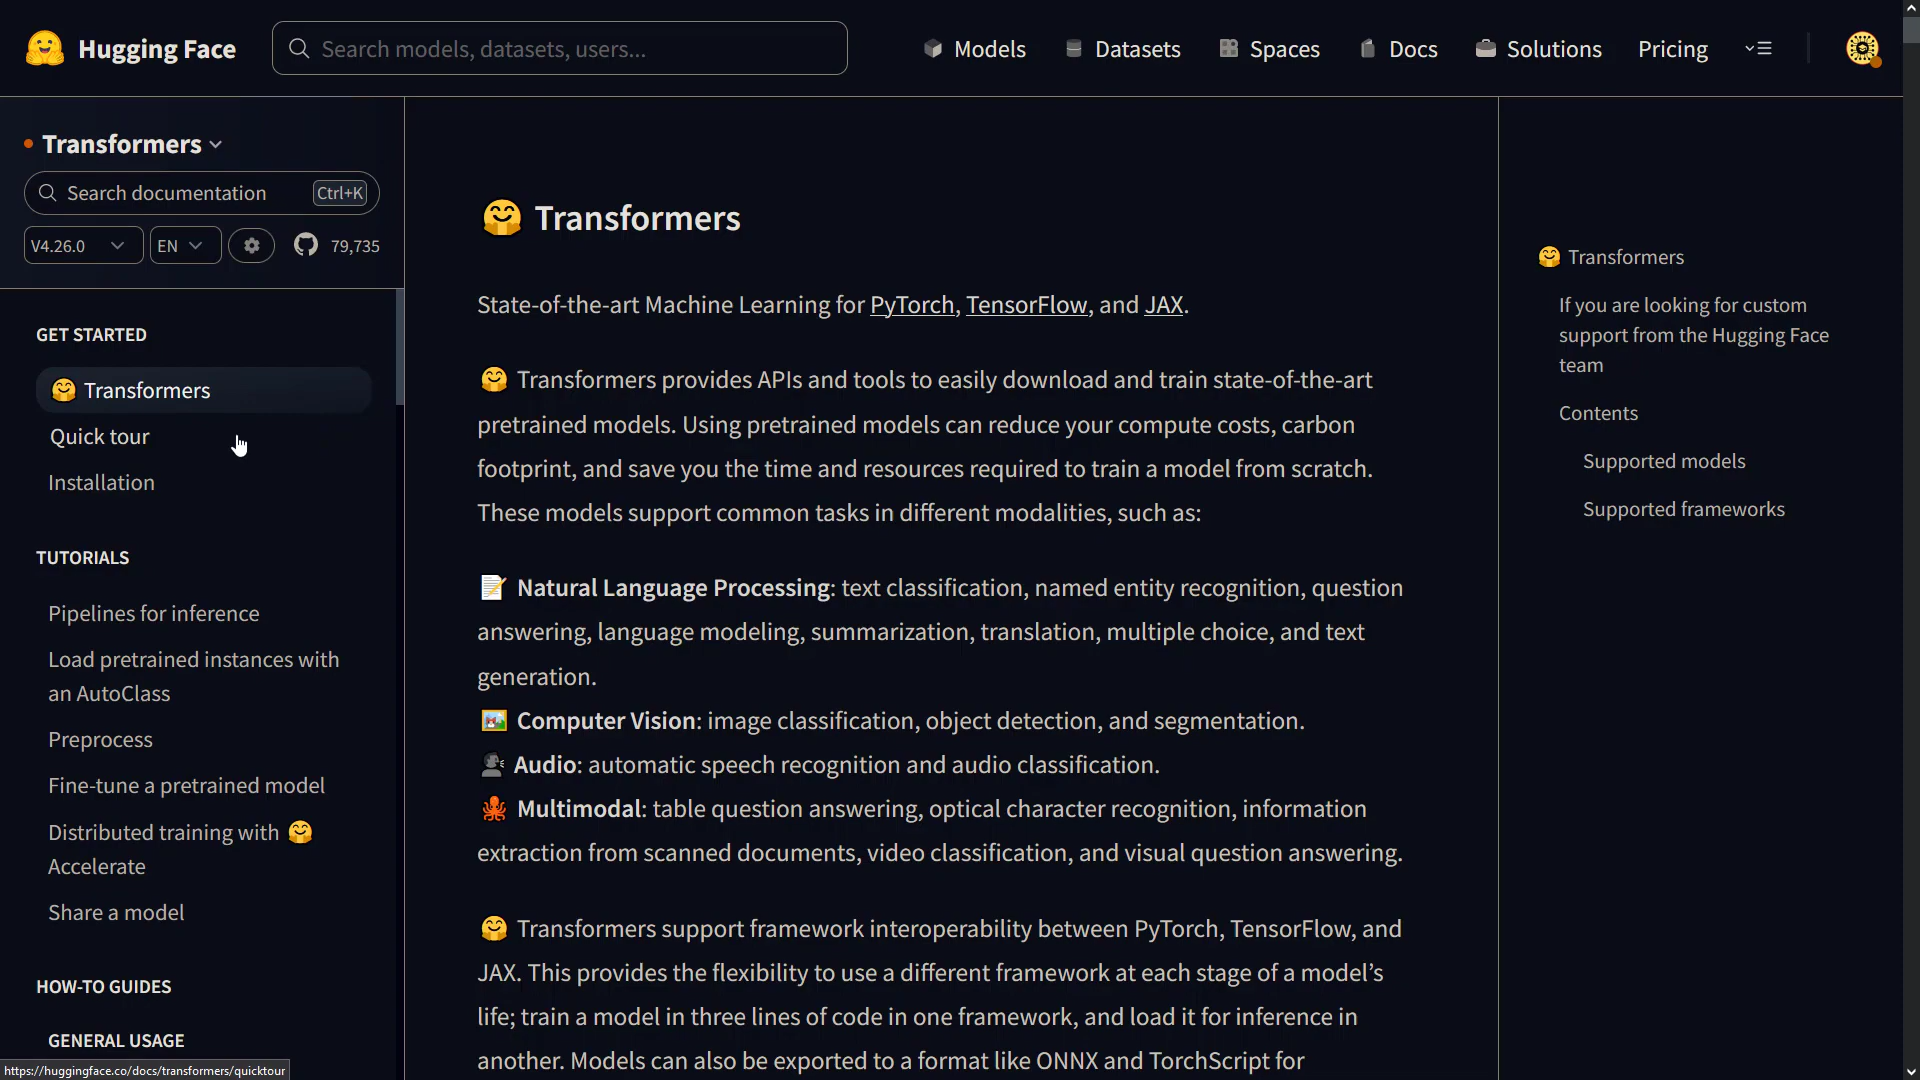 Hugging Face
Search models, datasets, users...
Models
Datasets
Spaces
Docs
Solutions
Pricing
Transformers
Search documentation
Ctrl+K
V4.26.0
EN
79,735
GET STARTED
🤗 Transformers
Quick tour
Installation
TUTORIALS
Pipelines for inference
Load pretrained instances with
an AutoClass
Preprocess
Fine-tune a pretrained model
Distributed training with 🤗
Accelerate
Share a model
HOW-TO GUIDES
GENERAL USAGE
https://huggingface.co/docs/transformers/quicktour
🤗 Transformers
State-of-the-art Machine Learning for PyTorch, TensorFlow, and JAX.
🤗 Transformers provides APIs and tools to easily download and train state-of-the-art
pretrained models. Using pretrained models can reduce your compute costs, carbon
footprint, and save you the time and resources required to train a model from scratch.
These models support common tasks in different modalities, such as:
📝 Natural Language Processing: text classification, named entity recognition, question
answering, language modeling, summarization, translation, multiple choice, and text
generation.
🖼️ Computer Vision: image classification, object detection, and segmentation.
🗣️ Audio: automatic speech recognition and audio classification.
🐙 Multimodal: table question answering, optical character recognition, information
extraction from scanned documents, video classification, and visual question answering.
🤗 Transformers support framework interoperability between PyTorch, TensorFlow, and
JAX. This provides the flexibility to use a different framework at each stage of a model's
life; train a model in three lines of code in one framework, and load it for inference in
another. Models can also be exported to a format like ONNX and TorchScript for
🤗 Transformers
If you are looking for custom
support from the Hugging Face
team
Contents
Supported models
Supported frameworks